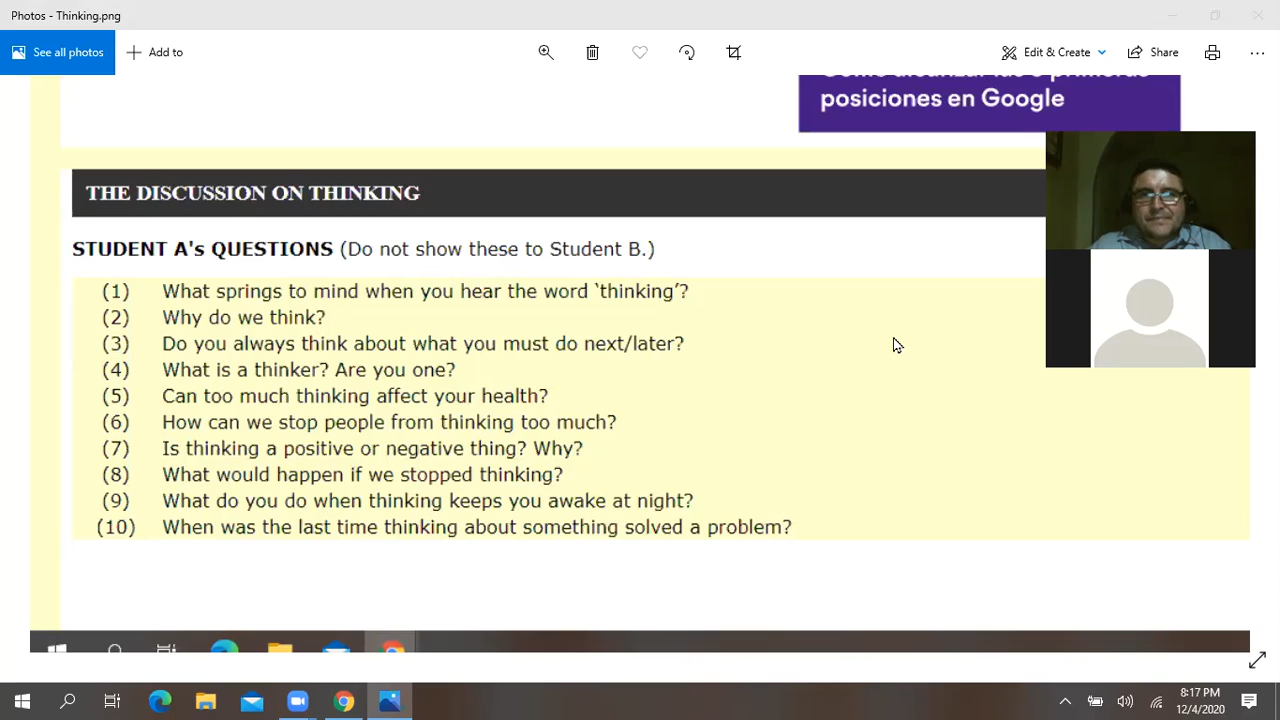 Photos - Thinking.png
See all photos
Add to
Edit & Create
Share
Como alcanzar las 3 primeras
posiciones en Google
THE DISCUSSION ON THINKING
STUDENT A's QUESTIONS (Do not show these to Student B.)
(1) What springs to mind when you hear the word ‘thinking’?
(2) Why do we think?
(3) Do you always think about what you must do next/later?
(4) What is a thinker? Are you one?
(5) Can too much thinking affect your health?
(6) How can we stop people from thinking too much?
(7) Is thinking a positive or negative thing? Why?
(8) What would happen if we stopped thinking?
(9) What do you do when thinking keeps you awake at night?
(10) When was the last time thinking about something solved a problem?
8:17 PM
12/4/2020